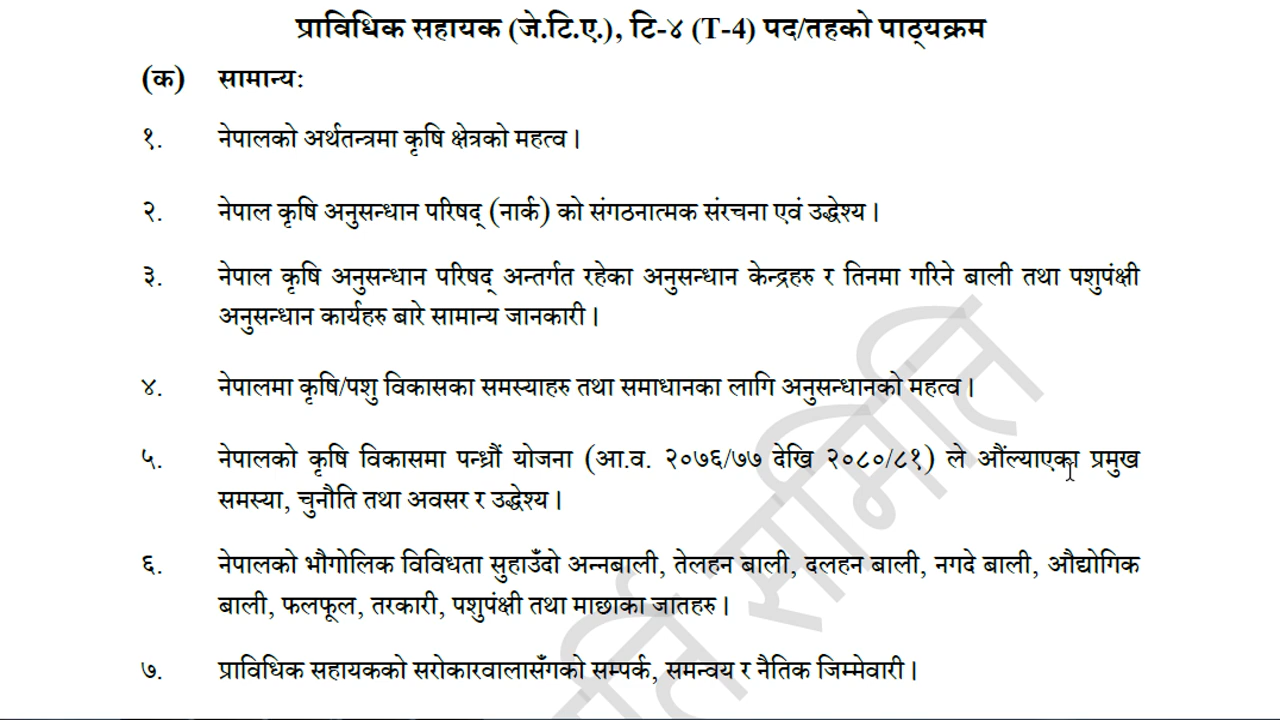 प्राविधिक सहायक (जे.टि.ए.), टि-४ (T-4) पद/तहको पाठ्यक्रम
(क) सामान्य:
१. नेपालको अर्थतन्त्रमा कृषि क्षेत्रको महत्व।
२. नेपाल कृषि अनुसन्धान परिषद् (नार्क) को संगठनात्मक संरचना एवं उद्धेश्य।
३. नेपाल कृषि अनुसन्धान परिषद् अन्तर्गत रहेका अनुसन्धान केन्द्रहरु र तिनमा गरिने बाली तथा पशुपंक्षी
अनुसन्धान कार्यहरु बारे सामान्य जानकारी।
४. नेपालमा कृषि/पशु विकासका समस्याहरु तथा समाधानका लागि अनुसन्धानको महत्व।
५. नेपालको कृषि विकासमा पन्ध्रौं योजना (आ.व. २०७६/७७ देखि २०८०/८१) ले औंल्याएका प्रमुख
समस्या, चुनौति तथा अवसर र उद्धेश्य।
६. नेपालको भौगोलिक विविधता सुहाउँदो अन्नबाली, तेलहन बाली, दलहन बाली, नगदे बाली, औद्योगिक
बाली, फलफूल, तरकारी, पशुपंक्षी तथा माछाका जातहरु।
७. प्राविधिक सहायकको सरोकारवालासँगको सम्पर्क, समन्वय र नैतिक जिम्मेवारी।
र्ति समिति